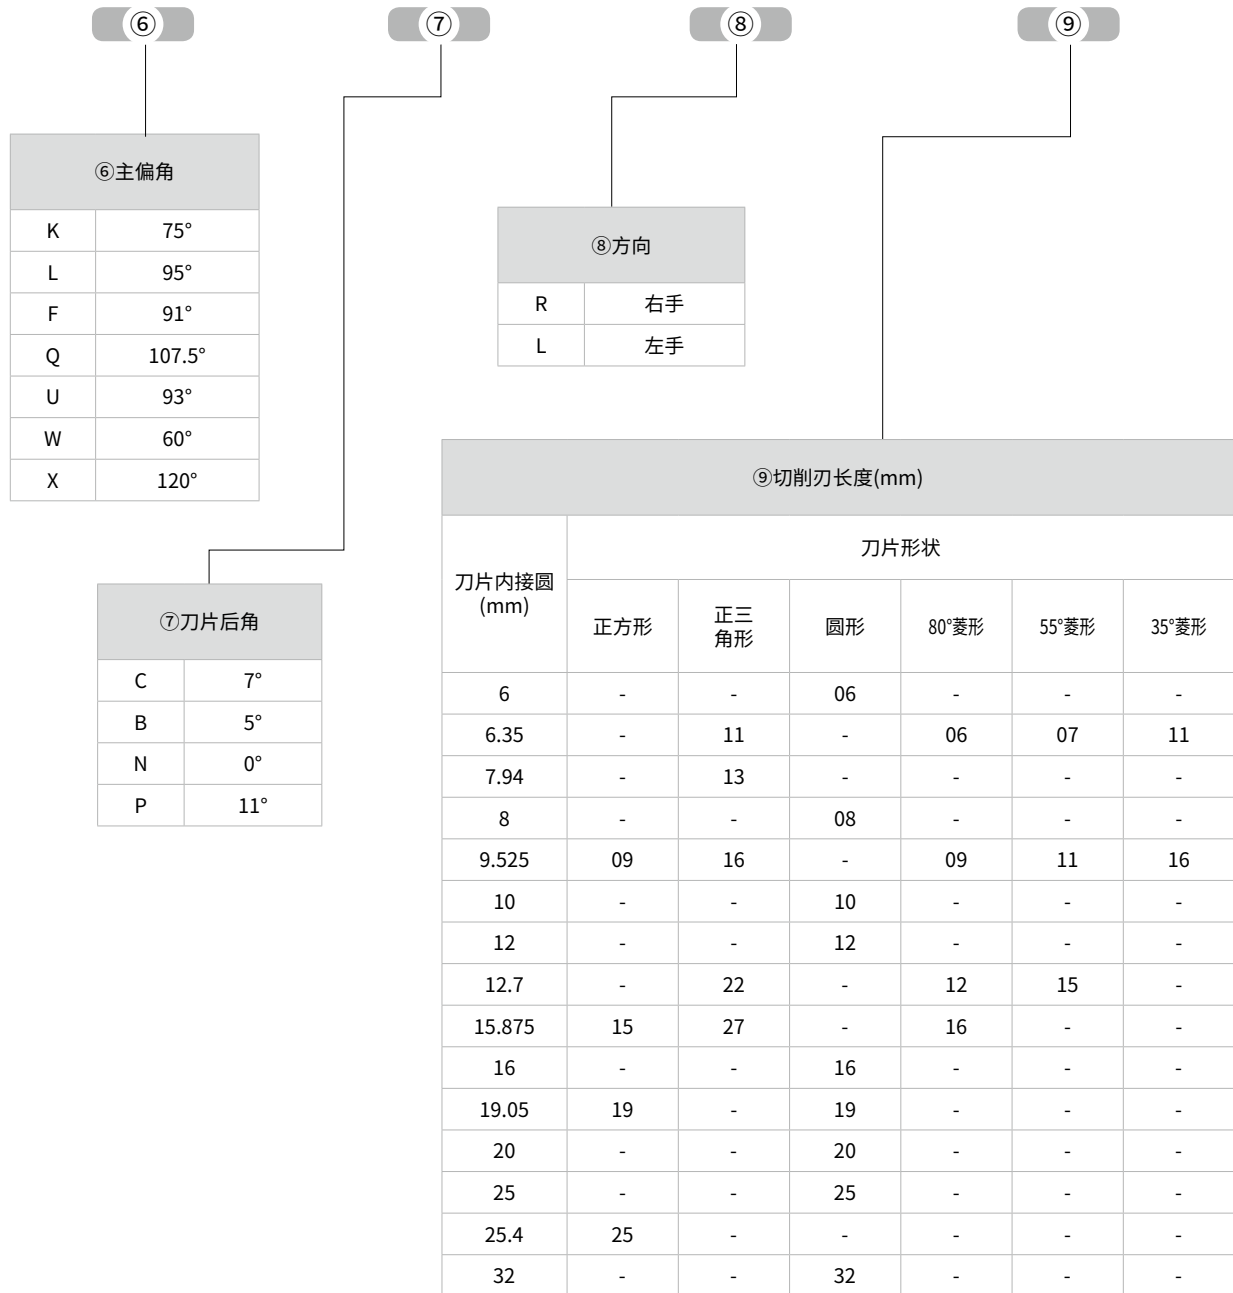 ⑥ ⑦ ⑧ ⑨
⑥主偏角
K 75°
L 95°
F 91°
Q 107.5°
U 93°
W 60°
X 120°
⑦刀片后角
C 7°
B 5°
N 0°
P 11°
⑧方向
R 右手
L 左手
⑨切削刃长度(mm)
刀片内接圆
(mm)
刀片形状
正方形
正三
角形
圆形
80°菱形
55°菱形
35°菱形
6 - - 06 - - -
6.35 - 11 - 06 07 11
7.94 - 13 - - - -
8 - - 08 - - -
9.525 09 16 - 09 11 16
10 - - 10 - - -
12 - - 12 - - -
12.7 - 22 - 12 15 -
15.875 15 27 - 16 - -
16 - - 16 - - -
19.05 19 - 19 - - -
20 - - 20 - - -
25 - - 25 - - -
25.4 25 - - - - -
32 - - 32 - - -